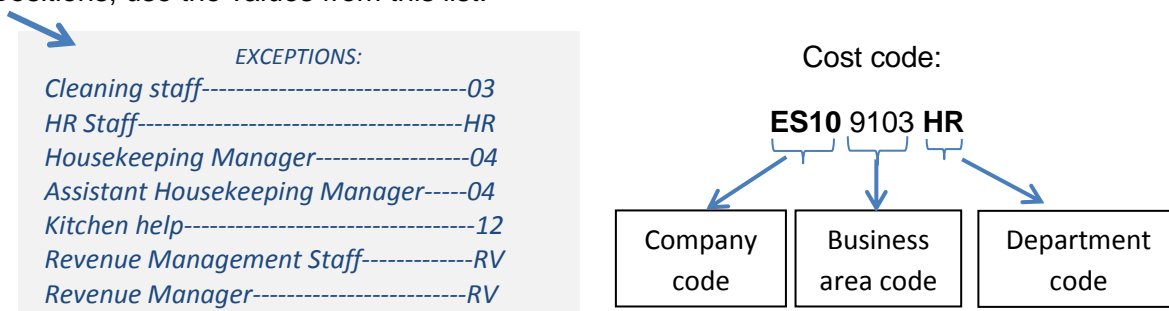 positions, use the values from this list.
EXCEPTIONS:
Cleaning staff-------------------------------03
HR Staff--------------------------------------HR
Housekeeping Manager------------------04
Assistant Housekeeping Manager-----04
Kitchen help----------------------------------12
Revenue Management Staff-------------RV
Revenue Manager-------------------------RV
Cost code:
ES10 9103 HR
Company code
Business area code
Department code